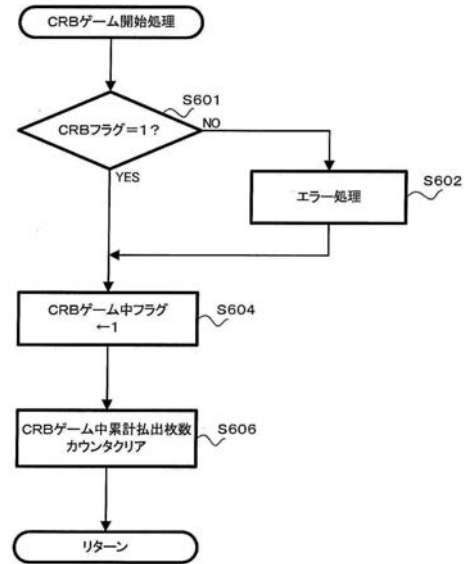 CRBゲーム開始処理
S601
CRBフラグ=1?
NO
YES
S602
エラー処理
CRBゲーム中フラグ
←1
S604
CRBゲーム中累計払出枚数
カウンタクリア
S606
リターン